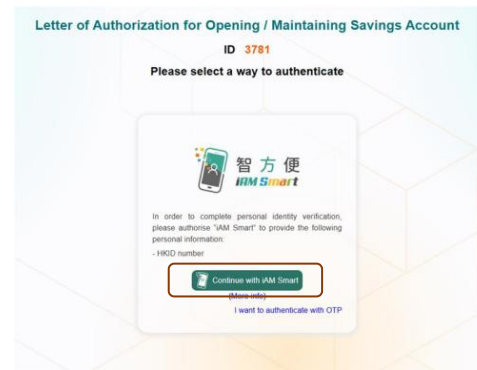 Letter of Authorization for Opening / Maintaining Savings Account
ID 3781
Please select a way to authenticate
智方便
iAM Smart
In order to complete personal identity verification,
please authorise "iAM Smart" to provide the following
personal information:
- HKID number
Continue with iAM Smart
(More info)
I want to authenticate with OTP